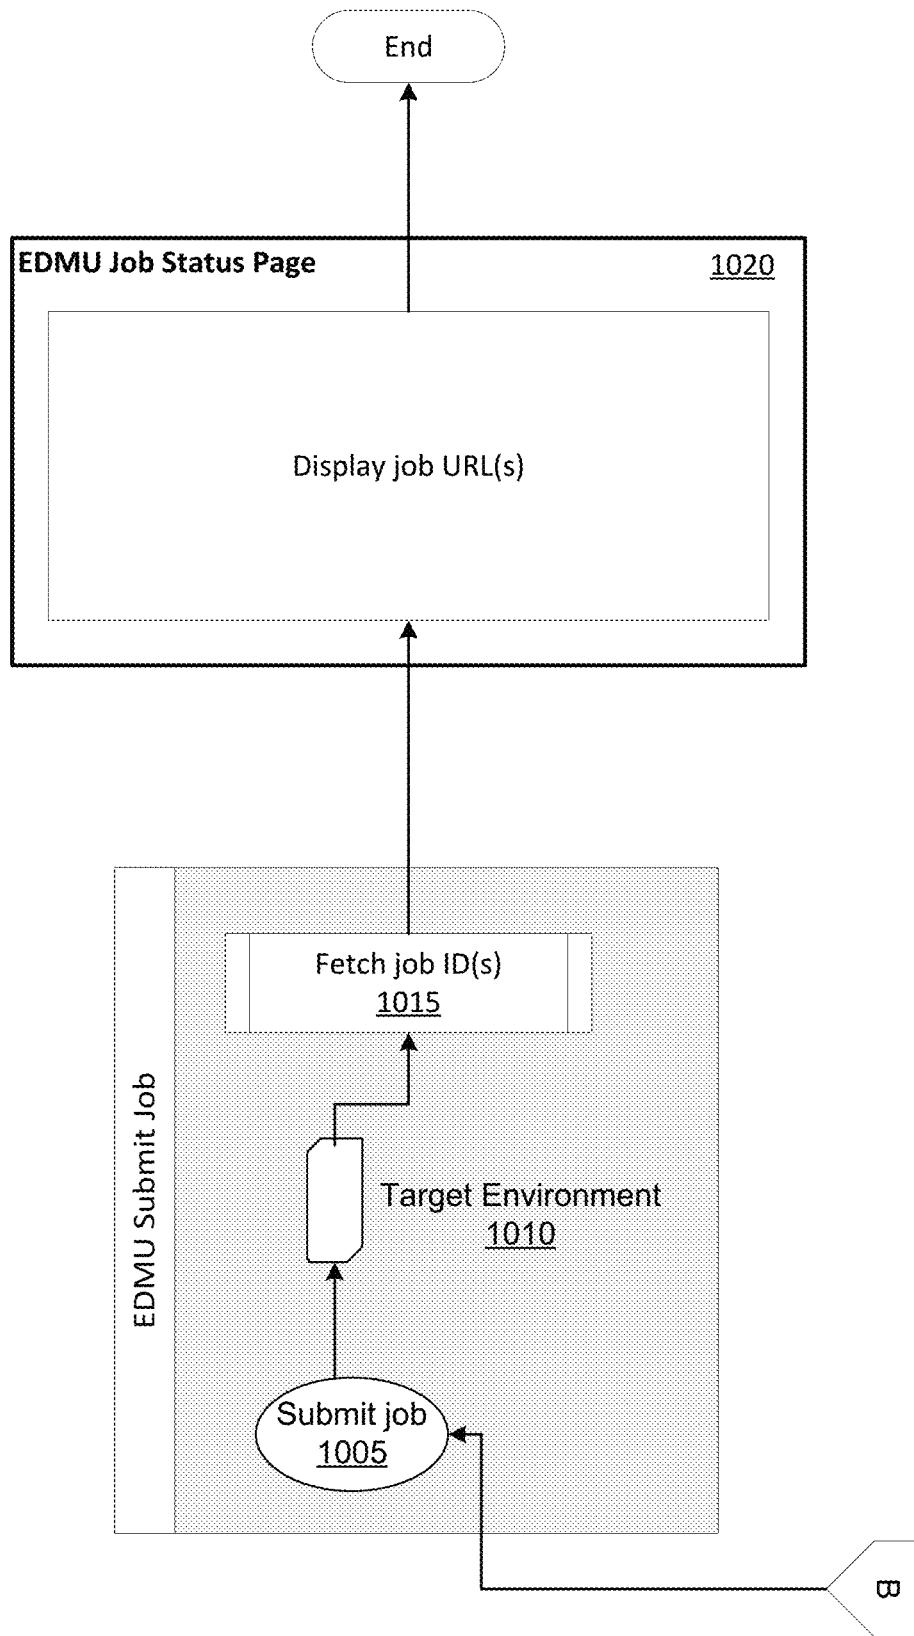 End
EDMU Job Status Page
1020
Display job URL(s)
Fetch job ID(s)
1015
EDMU Submit Job
Target Environment
1010
Submit job
1005
B